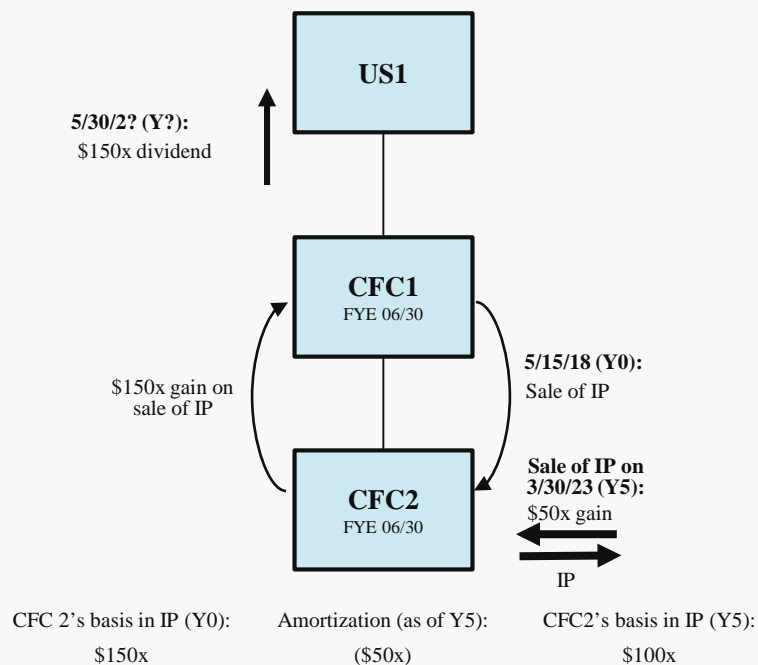 US1
5/30/2? (Y?):
$150x dividend
CFC1
FYE 06/30
5/15/18 (Y0):
Sale of IP
$150x gain on
sale of IP
Sale of IP on
3/30/23 (Y5):
$50x gain
CFC2
FYE 06/30
IP
CFC 2’s basis in IP (Y0):
Amortization (as of Y5):
CFC2’s basis in IP (Y5):
$150x
($50x)
$100x